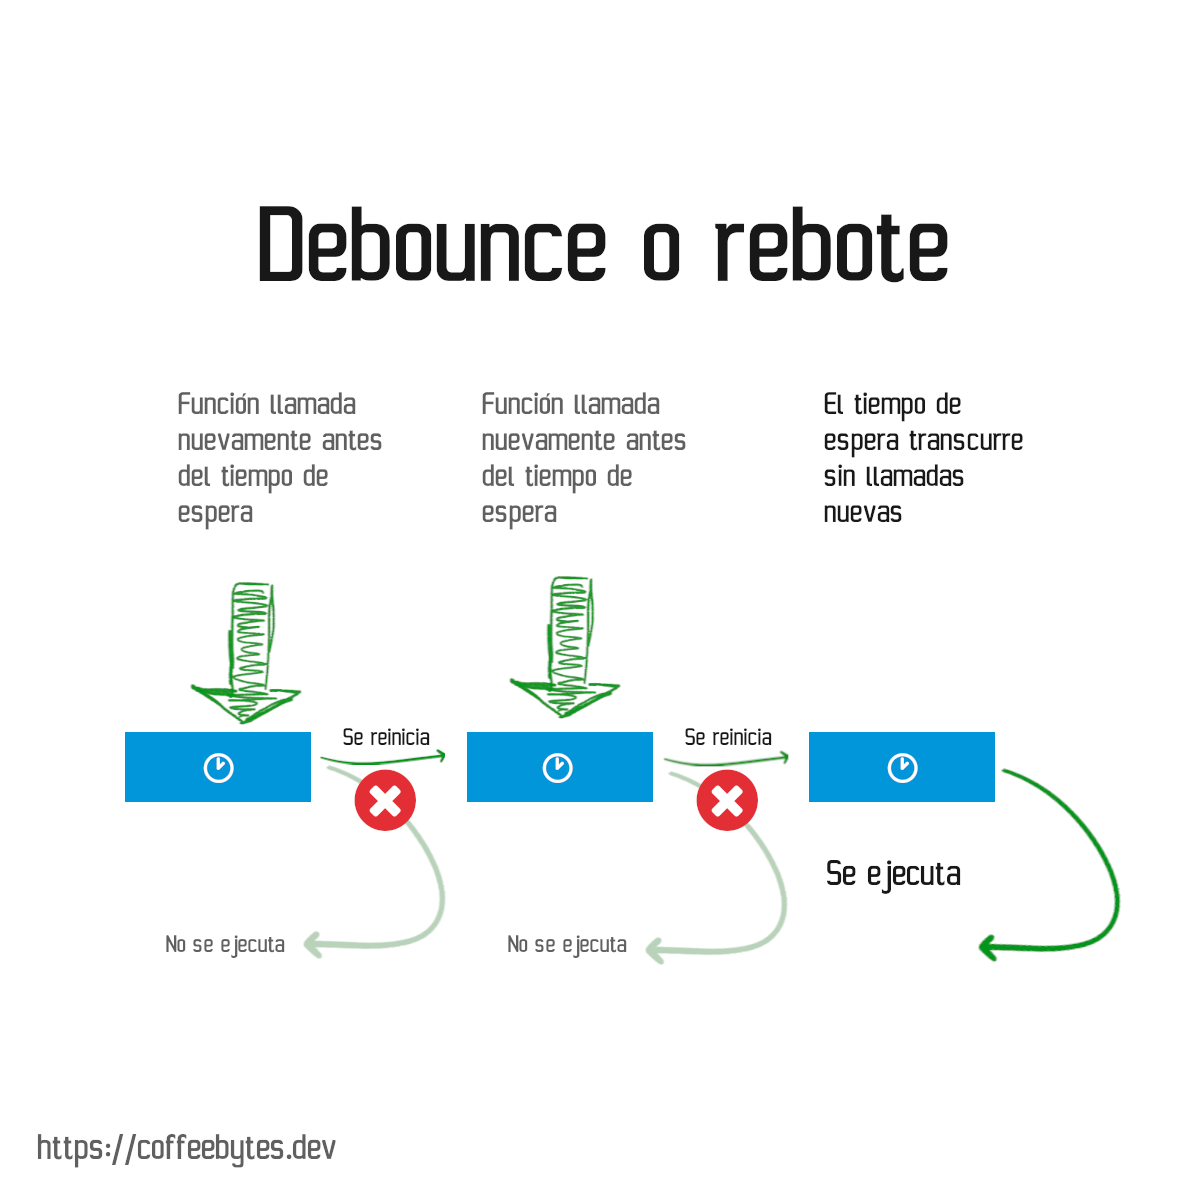 Debounce o rebote
Función llamada
nuevamente antes
del tiempo de
espera
Función llamada
nuevamente antes
del tiempo de
espera
El tiempo de
espera transcurre
sin llamadas
nuevas
Se reinicia
Se reinicia
Se ejecuta
No se ejecuta
No se ejecuta
https://coffeebytes.dev